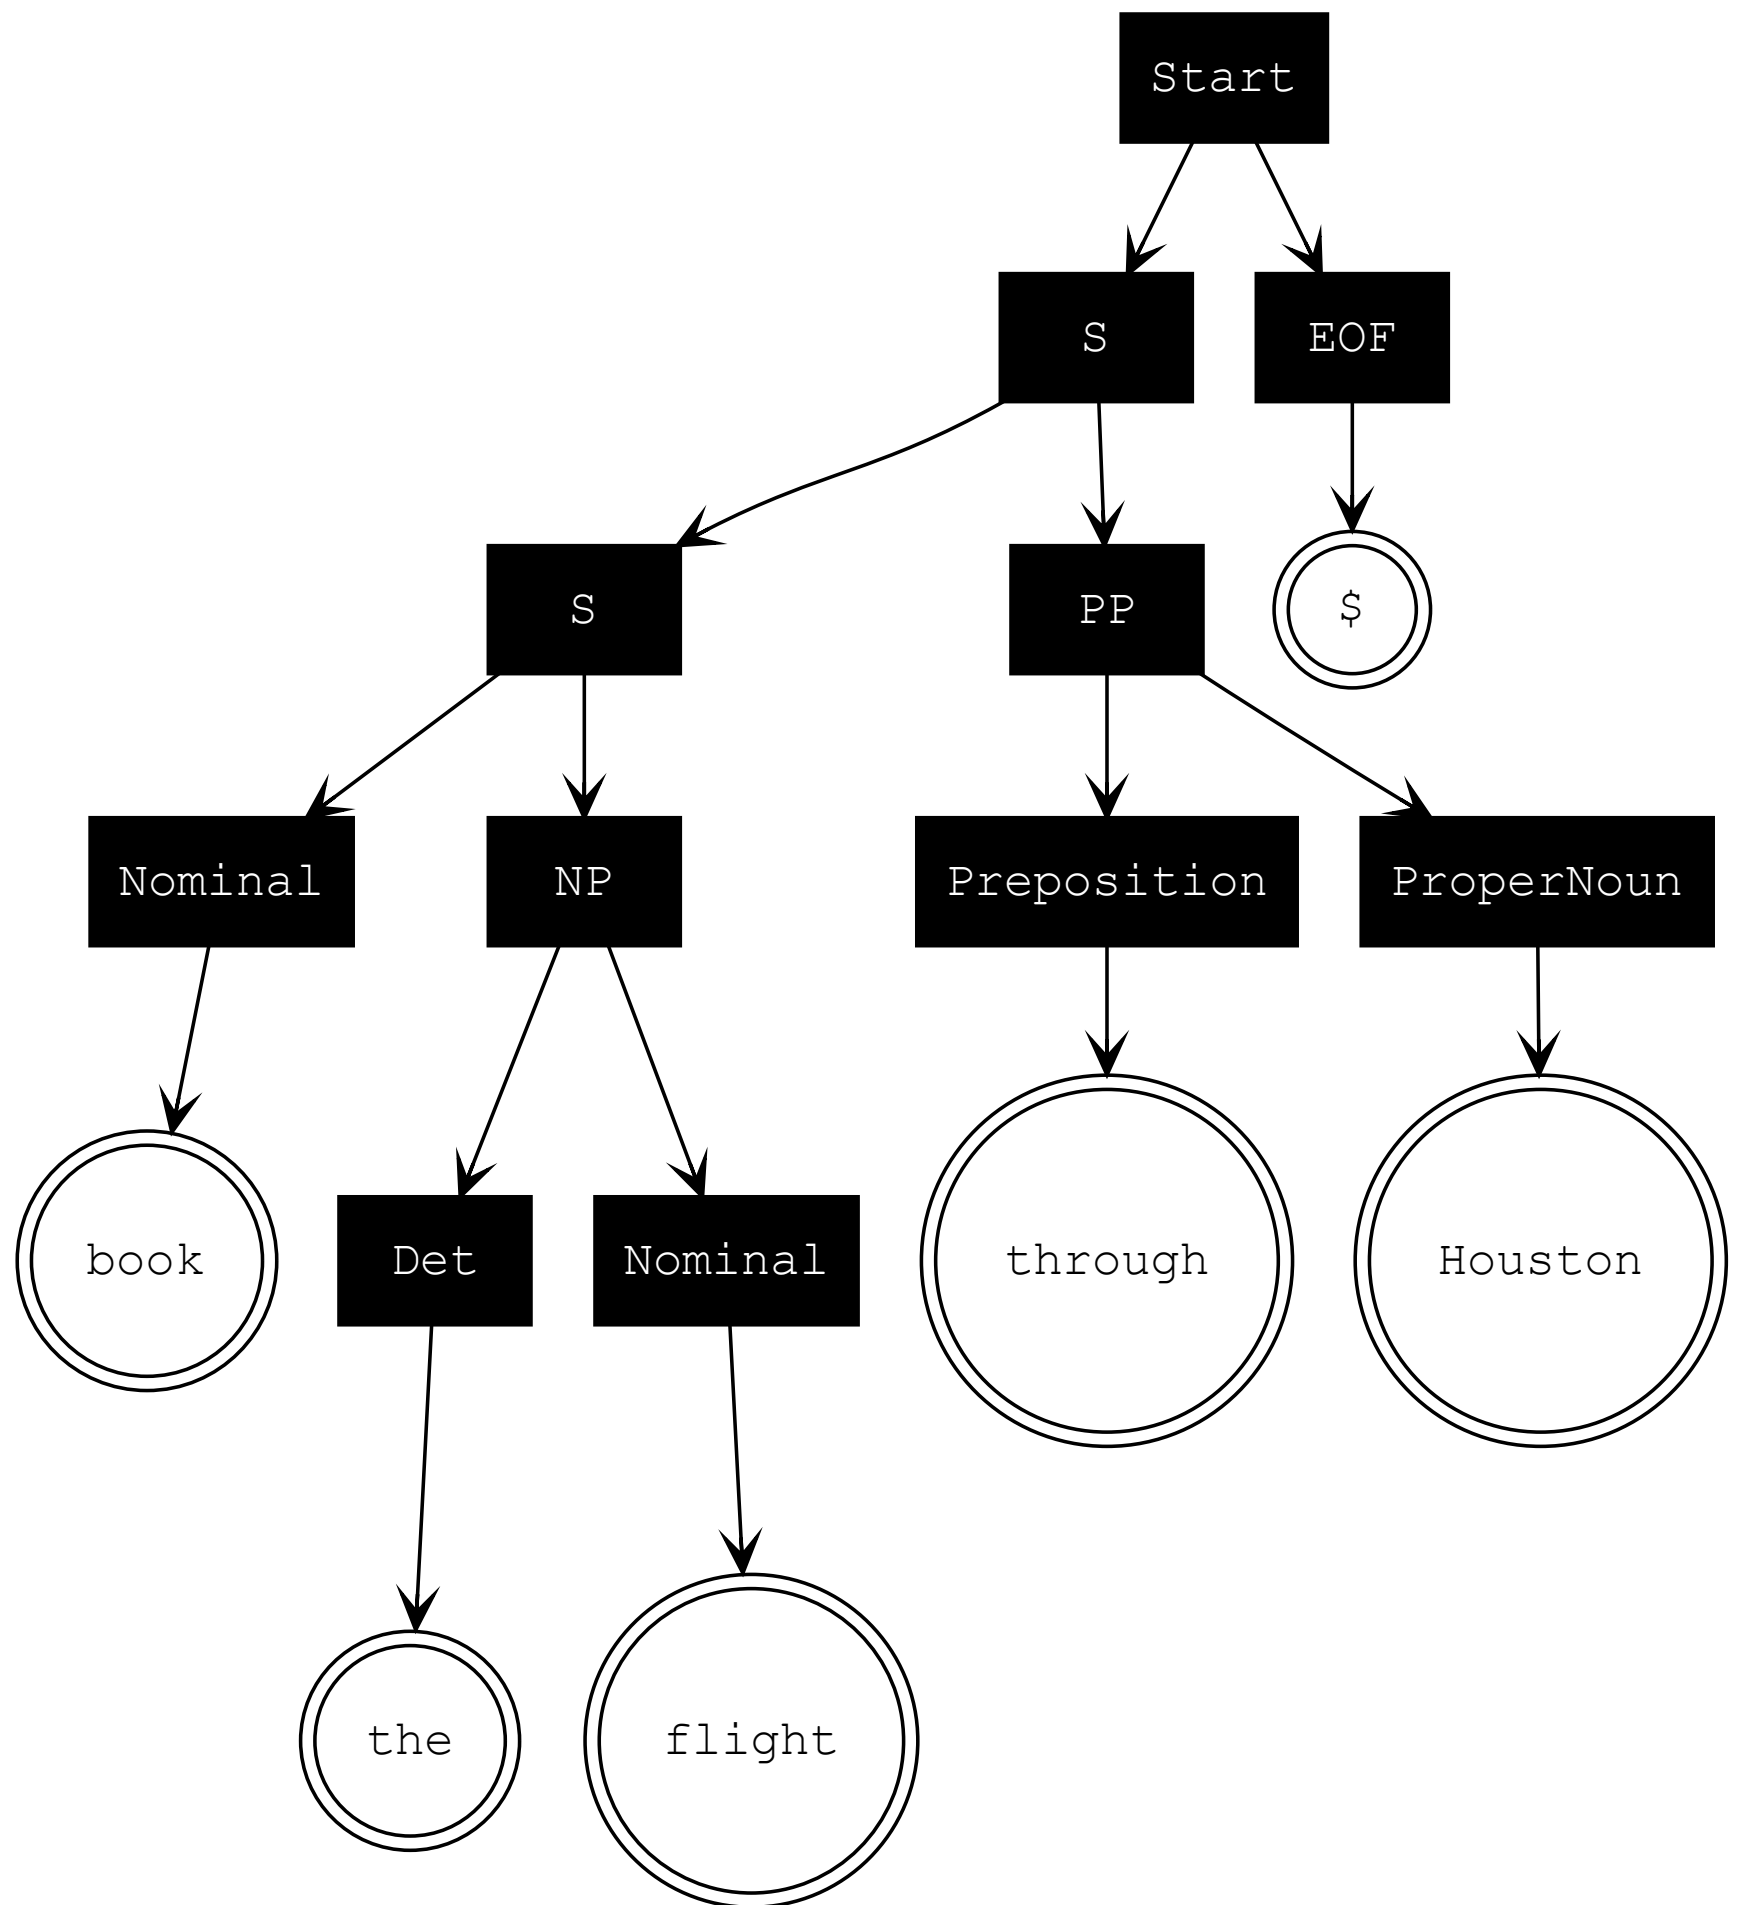 Start
S EOF
S PP $
Nominal NP Preposition ProperNoun
book Det Nominal through Houston
the flight